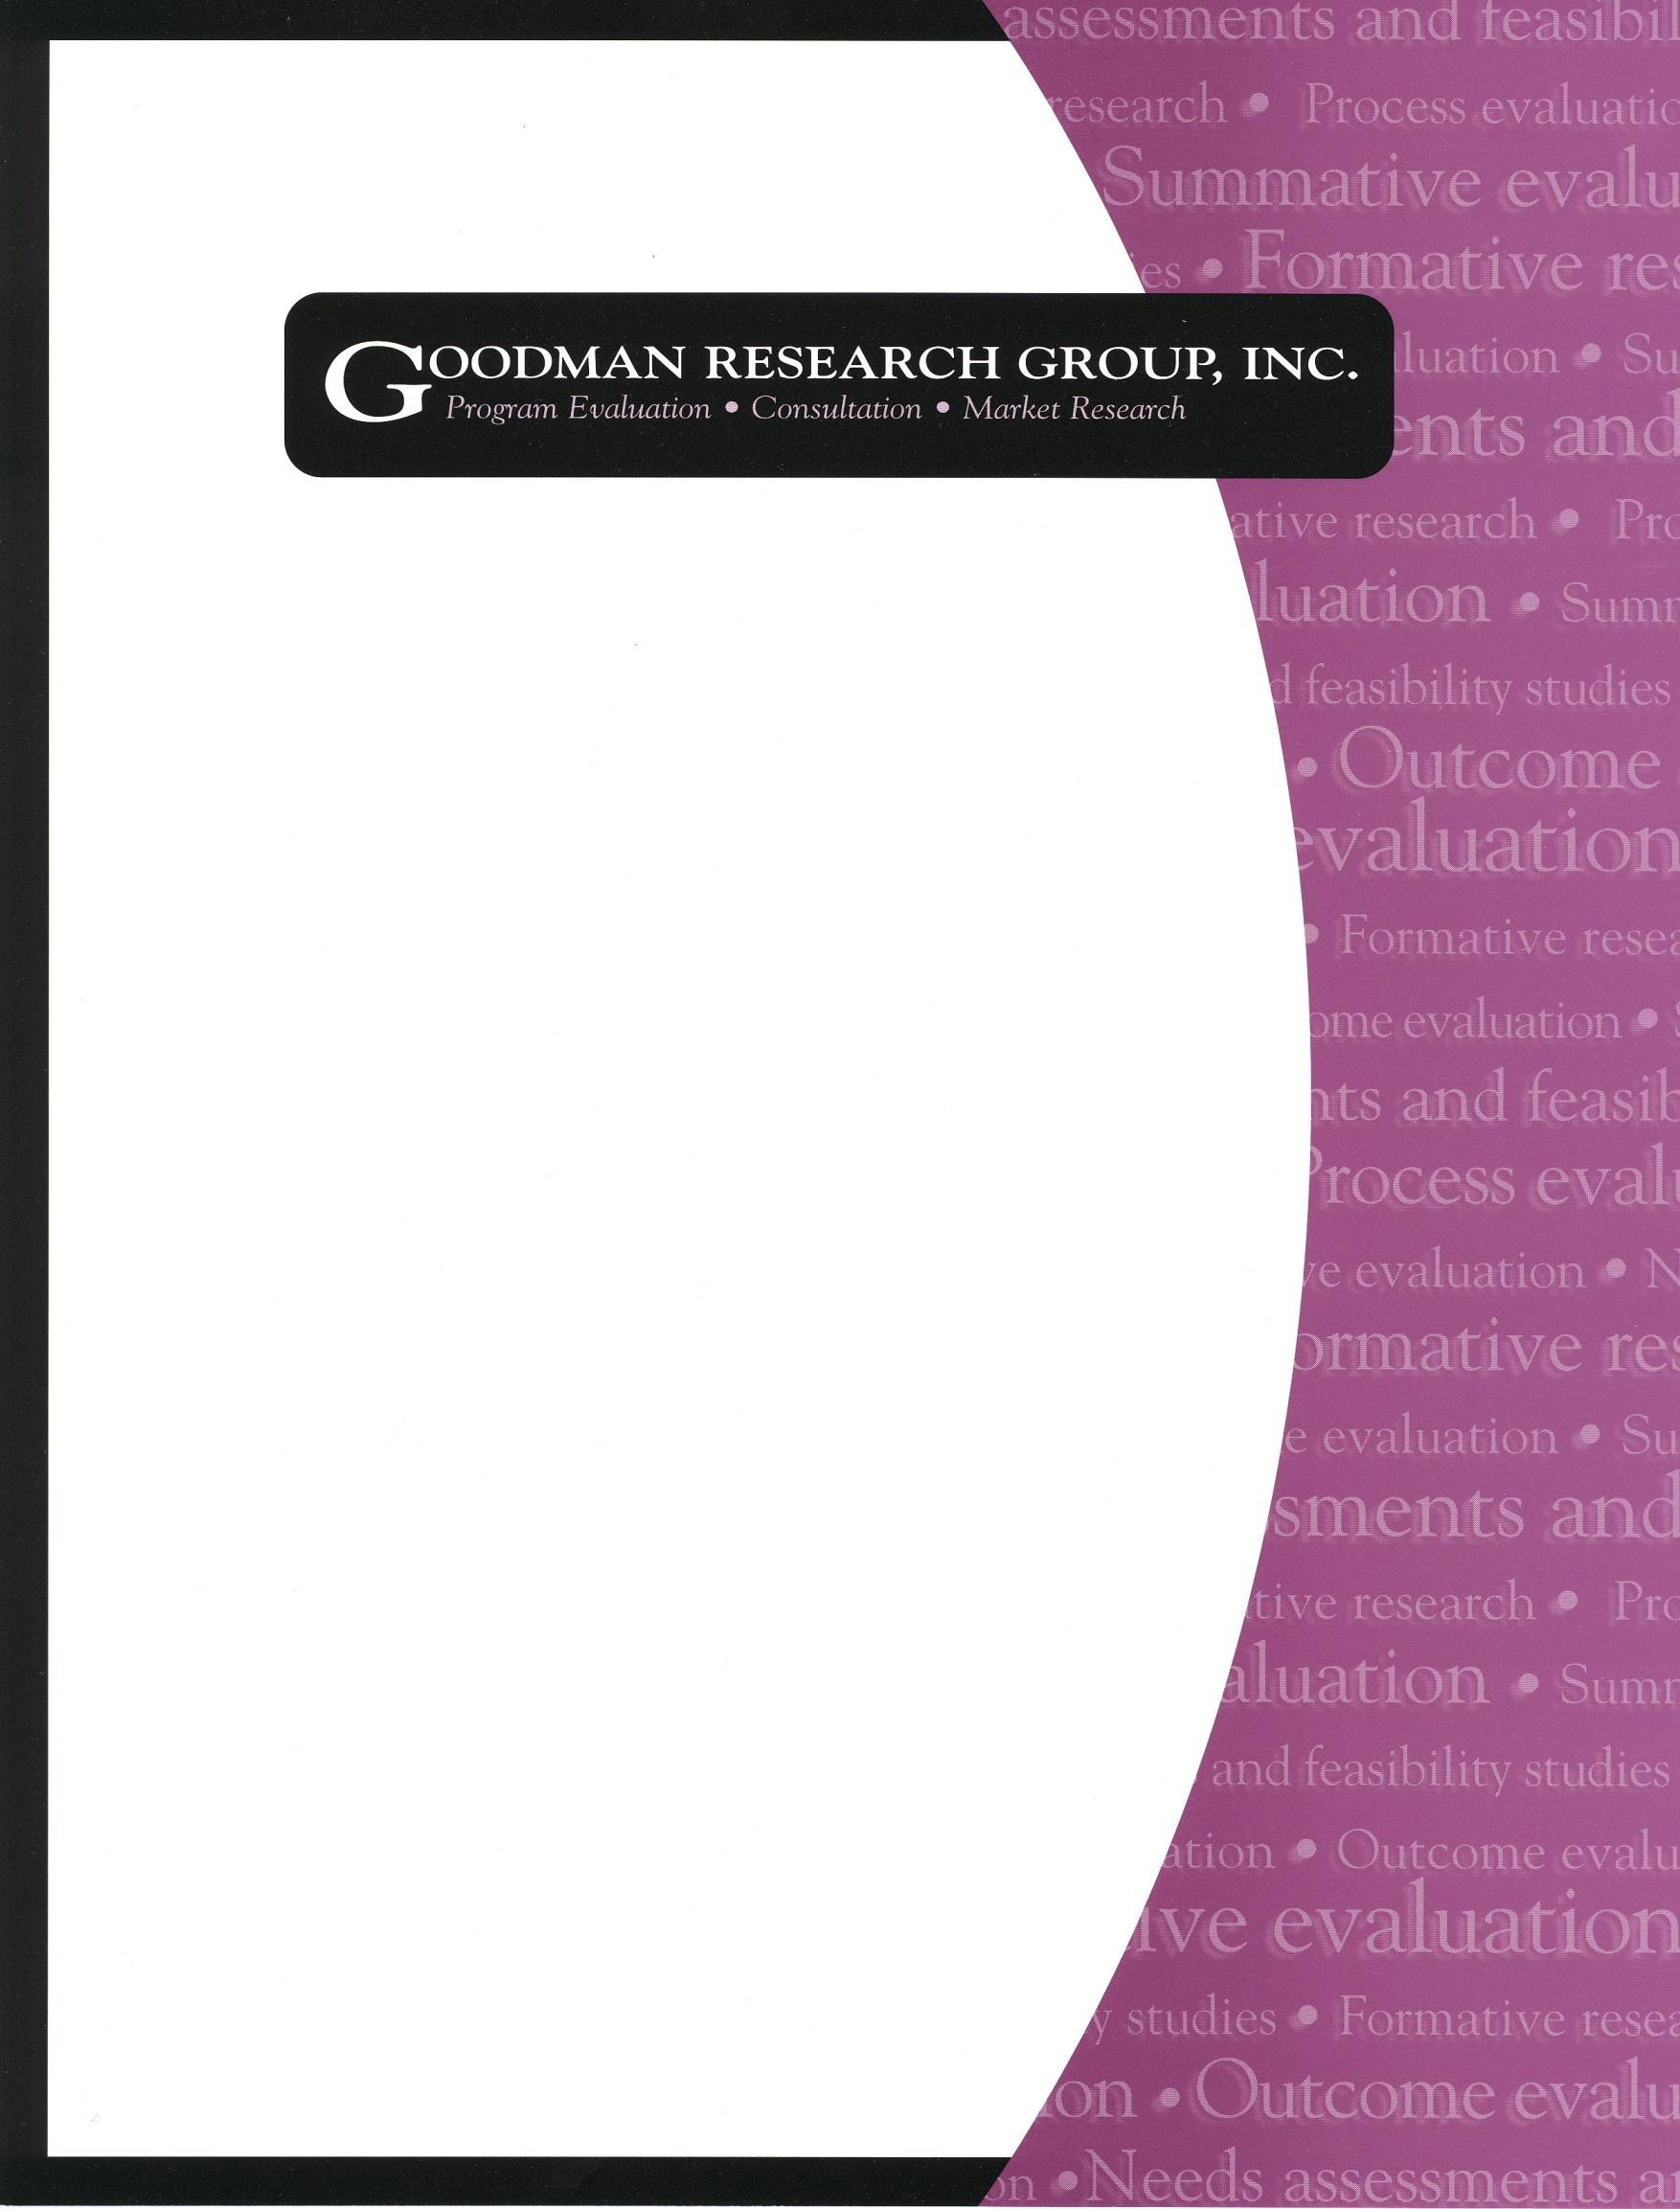 assessments and feasibil
research • Process evaluatio
Summative evalu
es • Formative res
GOODMAN RESEARCH GROUP, INC.
Program Evaluation • Consultation • Market Research
luation • Su
ents and
ative research • Pro
luation • Summ
d feasibility studies
• Outcome
evaluation
• Formative resea
ome evaluation •
nts and feasib
Process evalu
ve evaluation • N
ormative res
e evaluation • Su
sments and
tive research • Pro
aluation • Summ
and feasibility studies
ation • Outcome evalu
ive evaluation
y studies • Formative resea
on • Outcome evalu
on • Needs assessments a